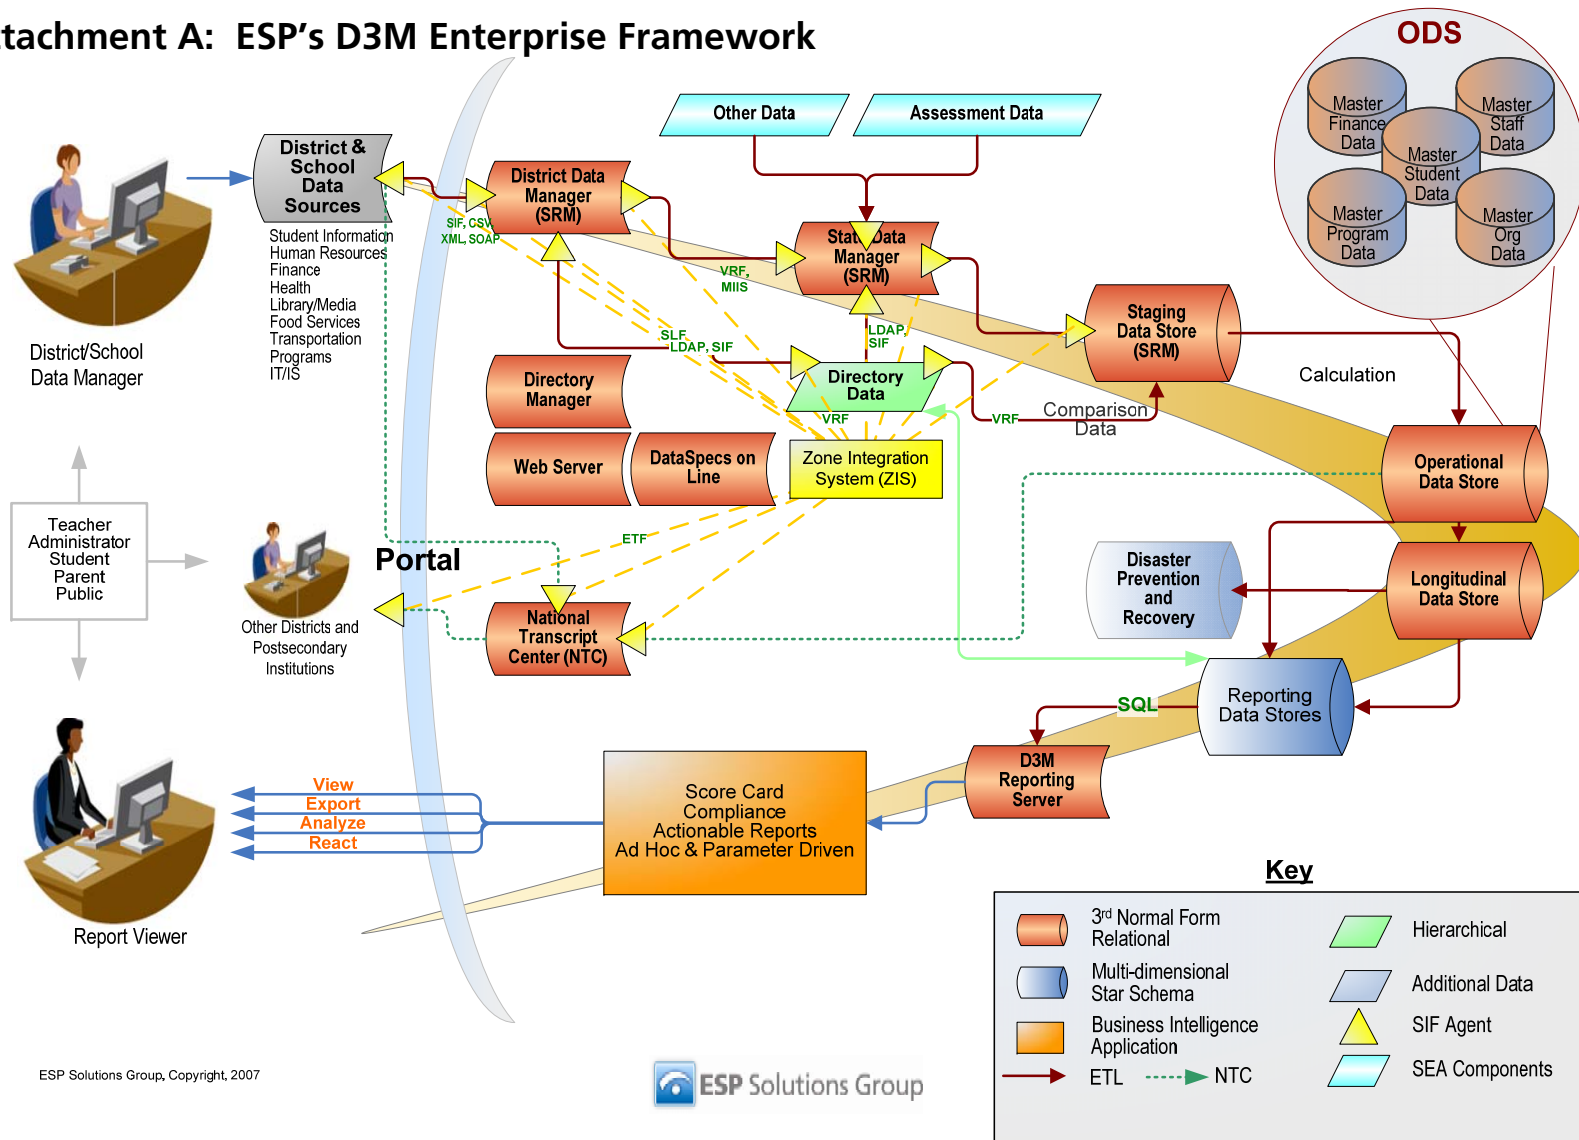 ttachment A:  ESP's D3M Enterprise Framework
ODS
Master
Finance
Data
Master
Staff
Data
Master
Student
Data
Master
Program
Data
Master
Org
Data
Other Data
Assessment Data
District &
School
Data
Sources
Student Information
Human Resources
Finance
Health
Library/Media
Food Services
Transportation
Programs
IT/IS
District/School
Data Manager
SIF, CSV,
XML, SOAP
District Data
Manager
(SRM)
VRF,
MIIS
State Data
Manager
(SRM)
LDAP,
SIF
SLF
LDAP, SIF
Staging
Data Store
(SRM)
Calculation
Directory
Manager
Directory
Data
VRF
VRF
Comparison
Data
Web Server
DataSpecs on
Line
Zone Integration
System (ZIS)
Operational
Data Store
Teacher
Administrator
Student
Parent
Public
ETF
Portal
Disaster
Prevention
and
Recovery
Longitudinal
Data Store
Other Districts and
Postsecondary
Institutions
National
Transcript
Center (NTC)
Reporting
Data Stores
SQL
D3M
Reporting
Server
View
Export
Analyze
React
Score Card
Compliance
Actionable Reports
Ad Hoc & Parameter Driven
Report Viewer
Key
3rd Normal Form
Relational
Hierarchical
Multi-dimensional
Star Schema
Additional Data
Business Intelligence
Application
SIF Agent
ETL
NTC
SEA Components
ESP Solutions Group, Copyright, 2007
ESP Solutions Group